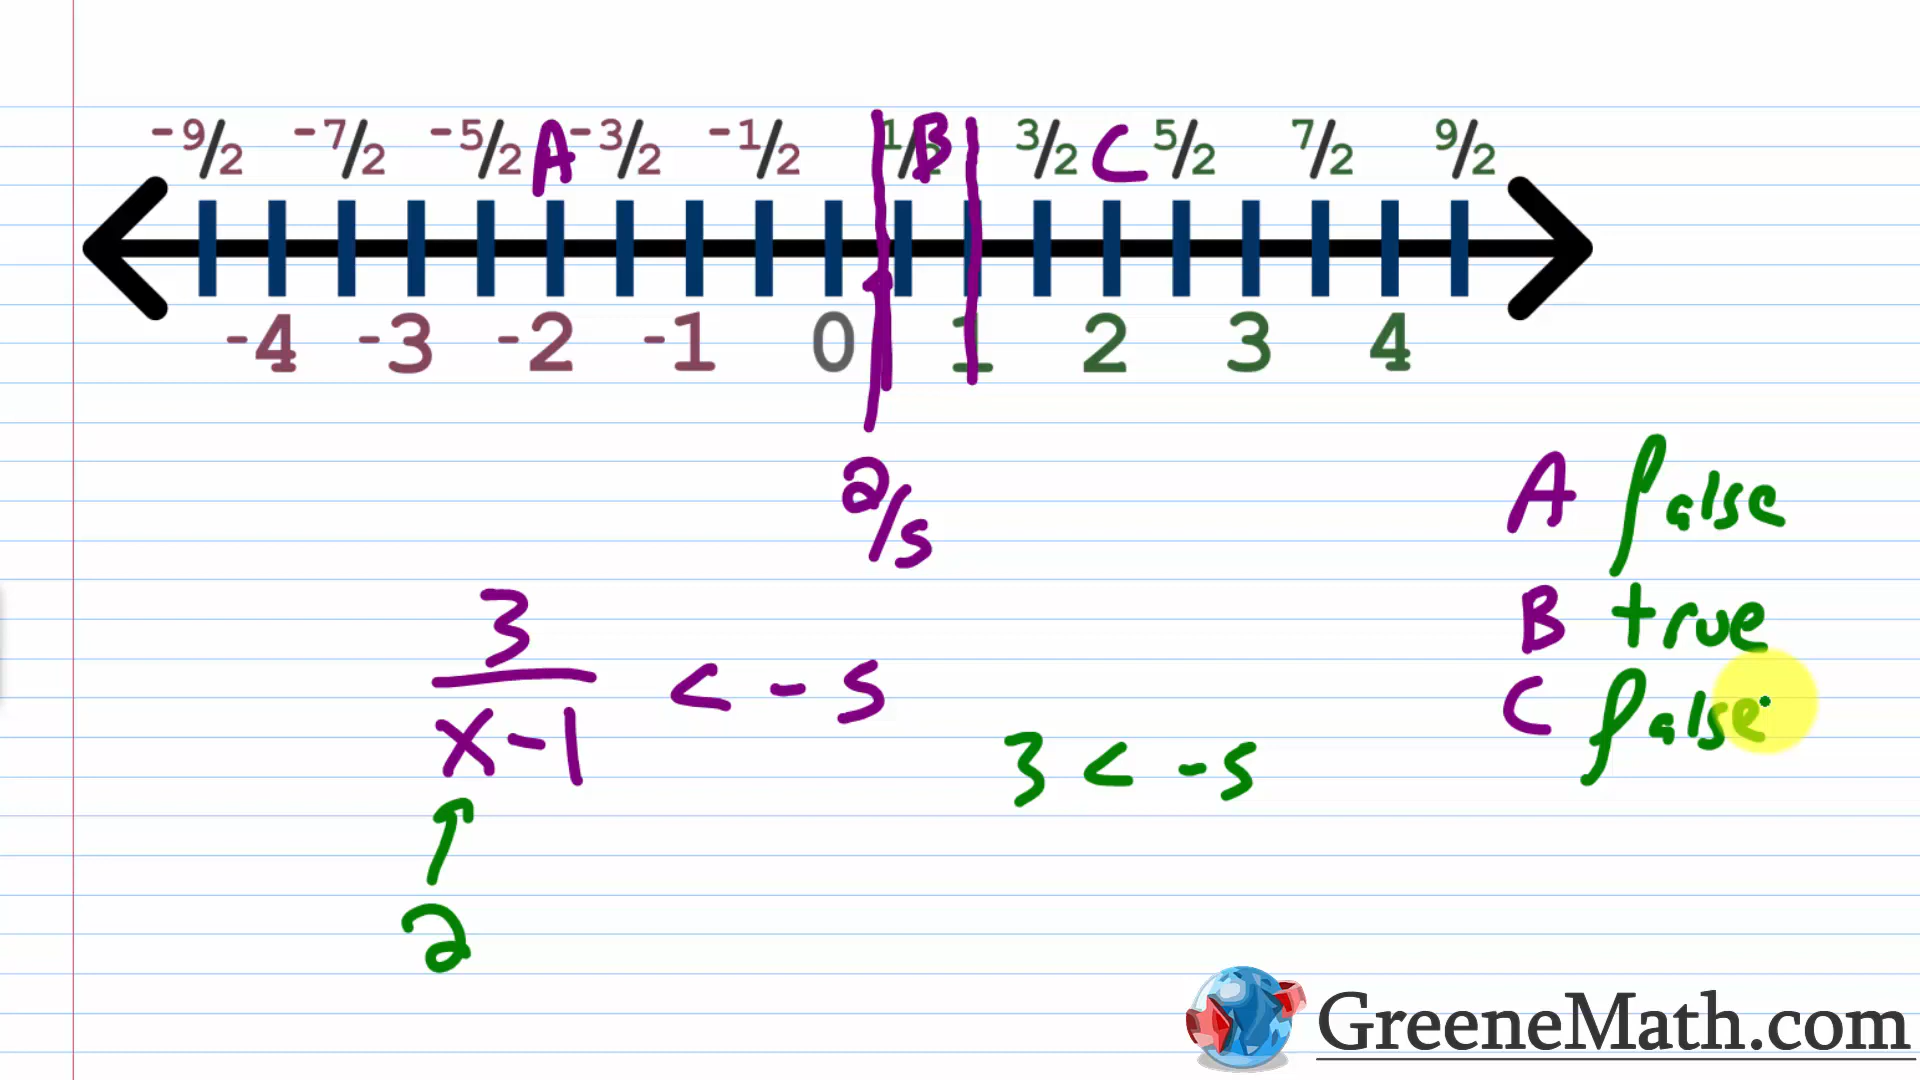 -9/2 -7/2 -5/2 A -3/2 -1/2 1/2 B 3/2 C 5/2 7/2 9/2
-4 -3 -2 -1 0 1 2 3 4
2/5
A false
B true
C false
3/(x-1) < -5
3 < -5
2
GreeneMath.com